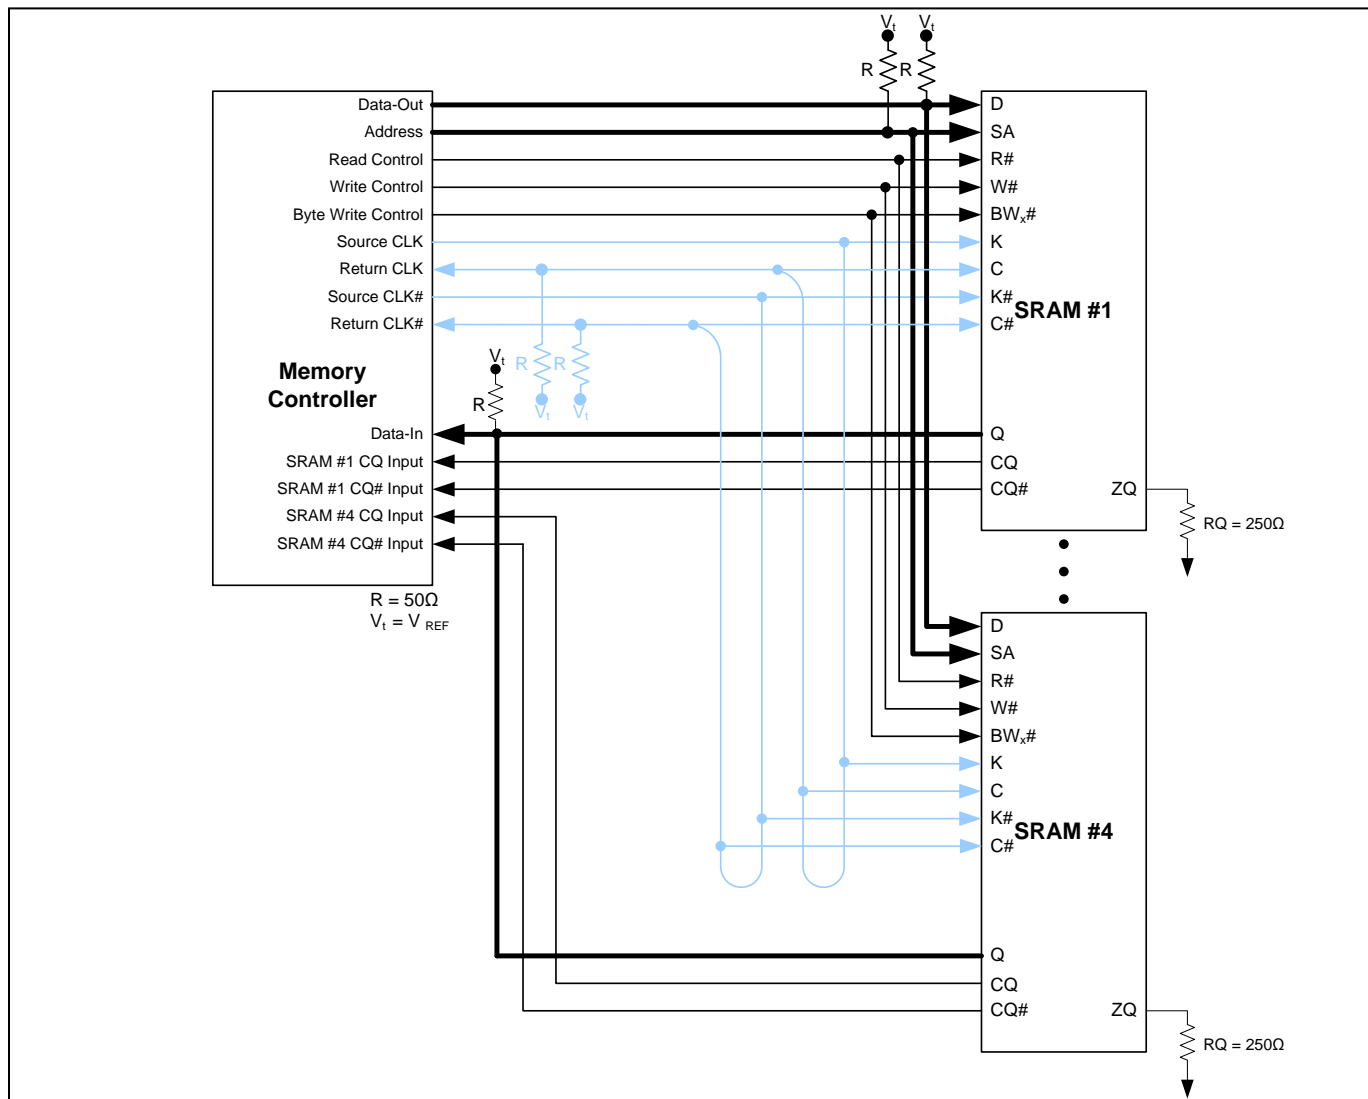 Vt
Vt
R
R
Data-Out
Address
Read Control
Write Control
Byte Write Control
Source CLK
Return CLK
Source CLK#
Return CLK#
Memory
Controller
Data-In
SRAM #1 CQ Input
SRAM #1 CQ# Input
SRAM #4 CQ Input
SRAM #4 CQ# Input
R = 50Ω
Vt = V REF
Vt
R
R
R
Vt
Vt
D
SA
R#
W#
BWx#
K
C
K#
SRAM #1
C#
Q
CQ
CQ#
ZQ
RQ = 250Ω
D
SA
R#
W#
BWx#
K
C
K#
SRAM #4
C#
Q
CQ
CQ#
ZQ
RQ = 250Ω